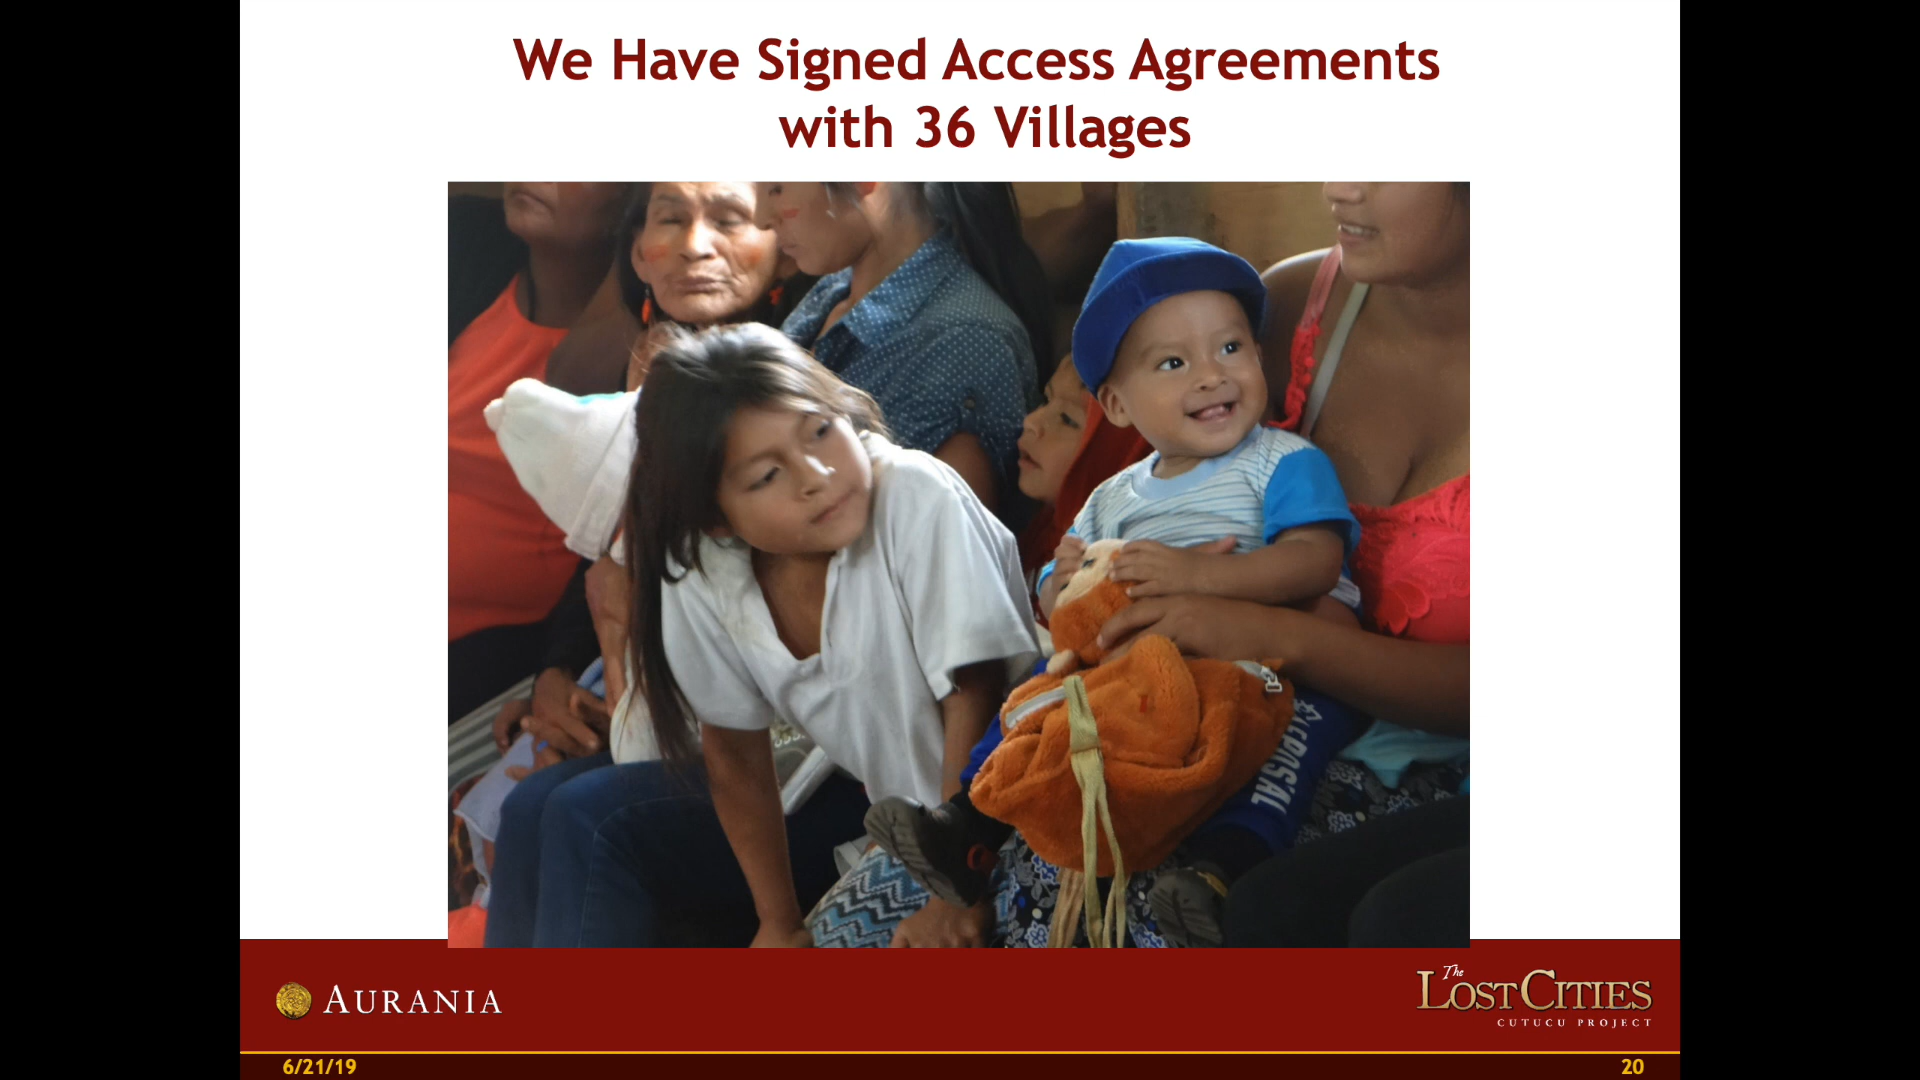 We Have Signed Access Agreements
with 36 Villages
AURANIA
The
LOST CITIES
CUTUCU PROJECT
6/21/19
20